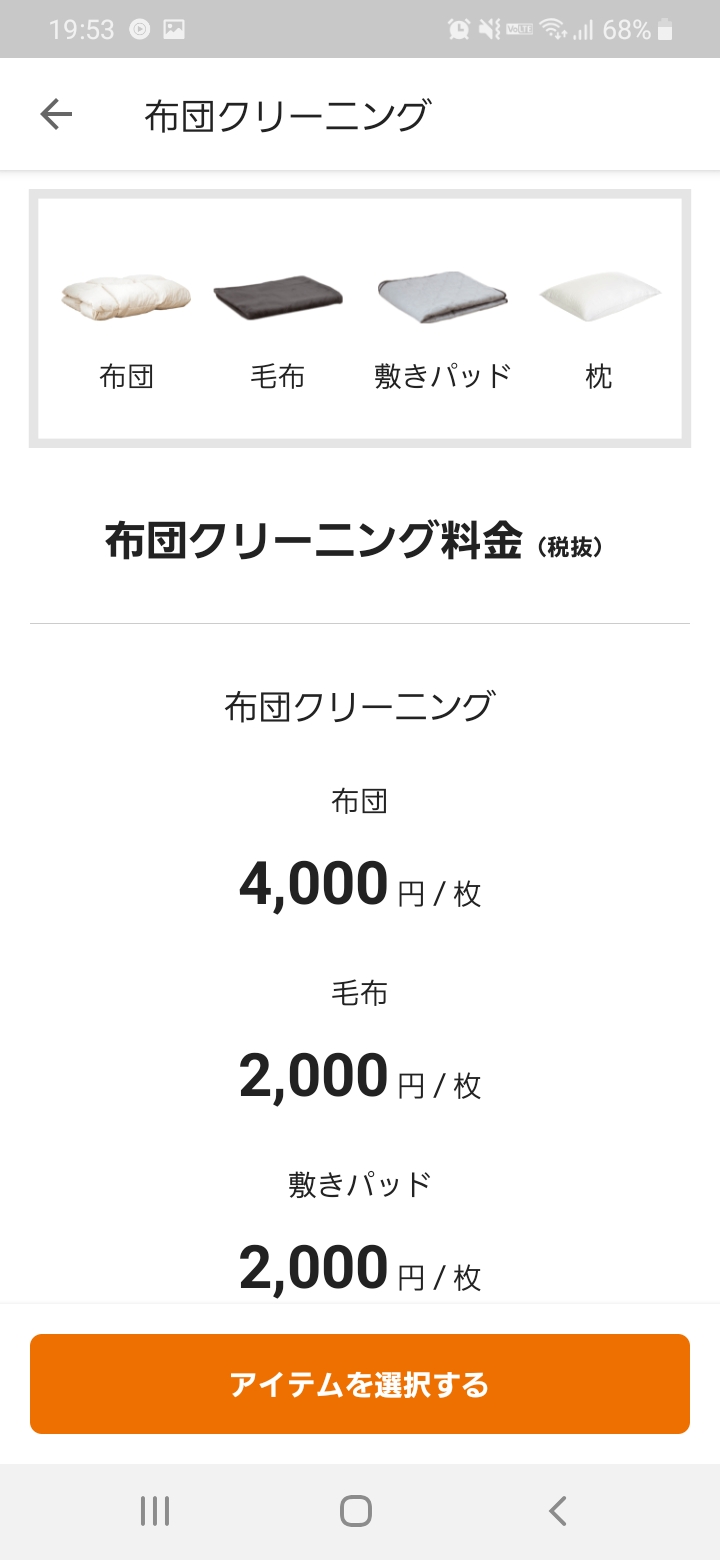 19:53 VoLTE 68%
布団クリーニング
布団 毛布 敷きパッド 枕
布団クリーニング料金（税抜）
布団クリーニング
布団
4,000 円 / 枚
毛布
2,000 円 / 枚
敷きパッド
2,000 円 / 枚
アイテムを選択する